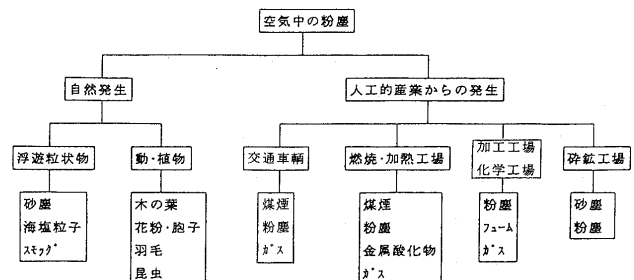 空気中の粉塵
自然発生
人工的産業からの発生
浮遊粒状物
動・植物
交通車輌
燃焼・加熱工場
加工工場
化学工場
砕鉱工場
砂塵
海塩粒子
ｽﾓｯｸﾞ
木の葉
花粉・胞子
羽毛
昆虫
煤煙
粉塵
ｶﾞｽ
煤煙
粉塵
金属酸化物
ｶﾞｽ
粉塵
ﾌｭｰﾑ
ｶﾞｽ
砂塵
粉塵